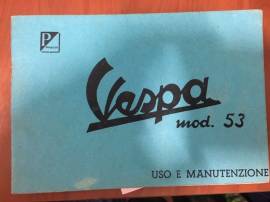 P
Vespa
mod. 53
USO E MANUTENZIONE